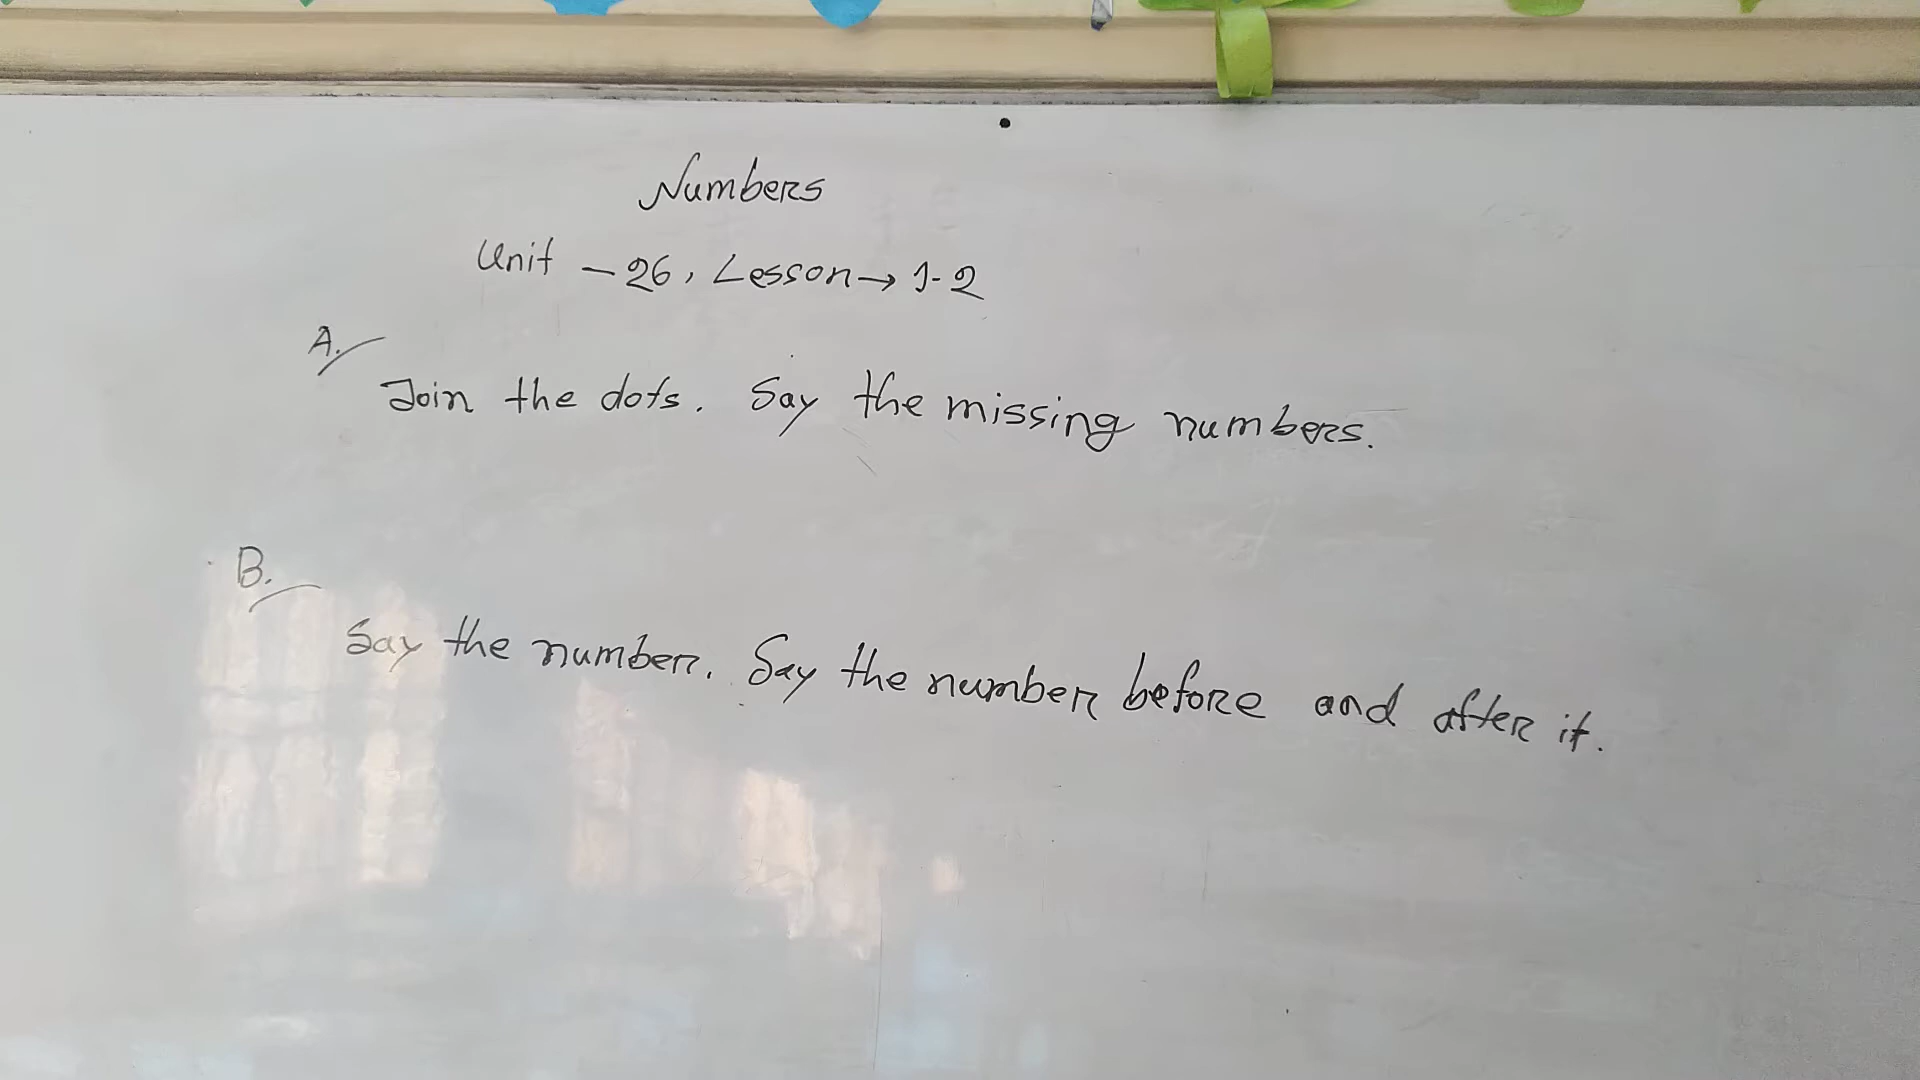 Numbers
Unit - 26, Lesson → 1-2
A.
Join the dots. Say the missing numbers.
B.
Say the number. Say the number before and after it.